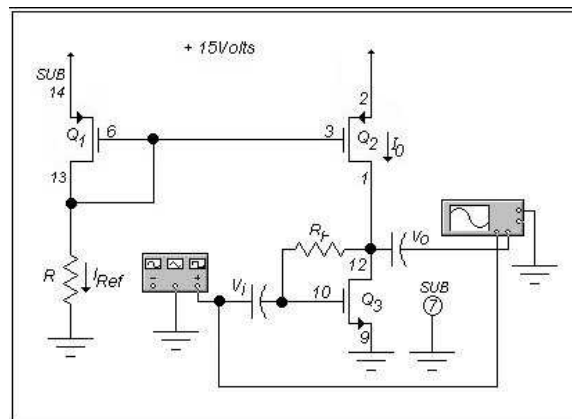 + 15Volts
SUB
14
2
Q1
6
3
Q2
I0
13
1
R
IRef
Rf
Vo
12
Vi
10
Q3
SUB
7
9
- +